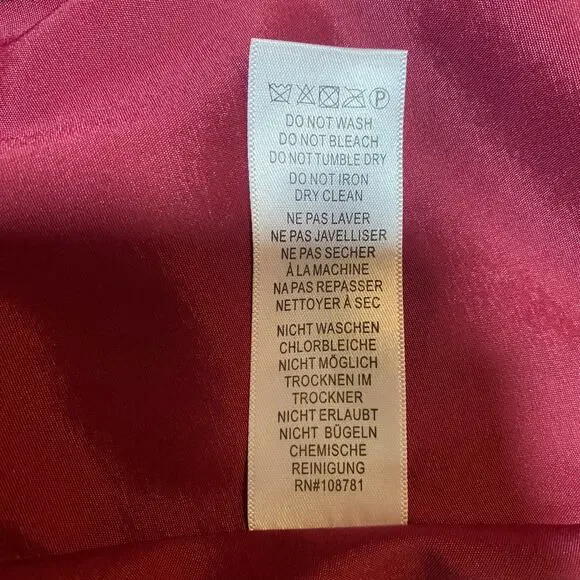 P
DO NOT WASH
DO NOT BLEACH
DO NOT TUMBLE DRY
DO NOT IRON
DRY CLEAN
NE PAS LAVER
NE PAS JAVELLISER
NE PAS SECHER
À LA MACHINE
NA PAS REPASSER
NETTOYER À SEC
NICHT WASCHEN
CHLORBLEICHE
NICHT MÖGLICH
TROCKNEN IM
TROCKNER
NICHT ERLAUBT
NICHT BÜGELN
CHEMISCHE
REINIGUNG
RN#108781